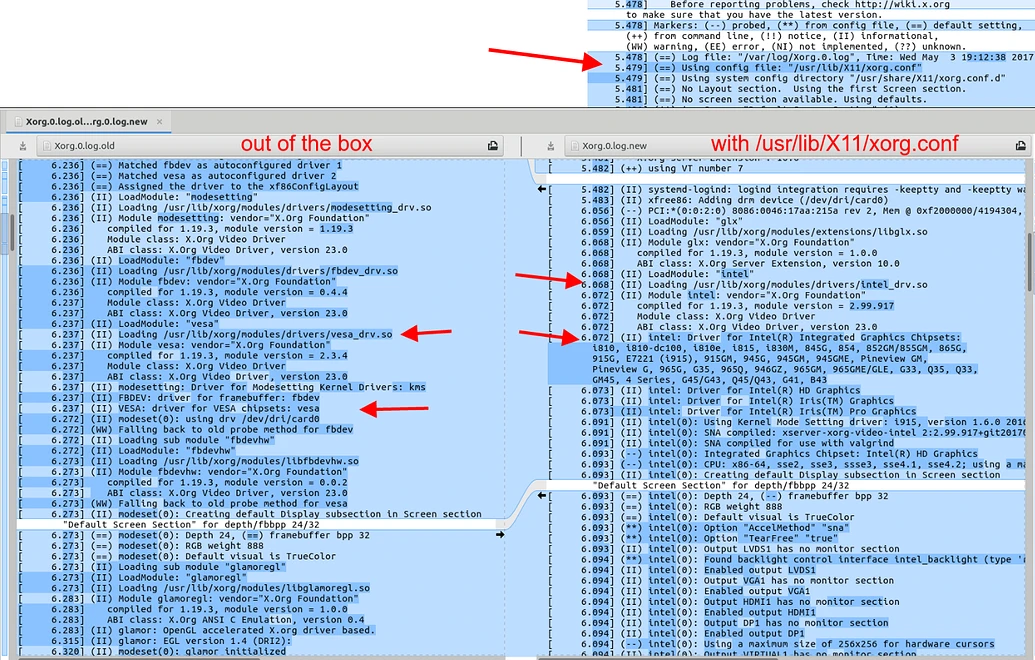 5.478] Before reporting problems, check http://wiki.x.org
to make sure that you have the latest version.
5.478] Markers: (--) probed, (**) from config file, (==) default setting,
(++) from command line, (!!) notice, (II) informational,
(WW) warning, (EE) error, (NI) not implemented, (??) unknown.
5.478] (==) Log file: "/var/log/Xorg.0.log", Time: Wed May  3 19:12:38 2017
5.479] (==) Using config file: "/usr/lib/X11/xorg.conf"
5.479] (==) Using system config directory "/usr/share/X11/xorg.conf.d"
5.481] (==) No Layout section.  Using the first Screen section.
5.481] (==) No screen section available. Using defaults.
Xorg.0.log.ol...rg.0.log.new ×
Xorg.0.log.old
out of the box
[ 6.236] (==) Matched fbdev as autoconfigured driver 1
[ 6.236] (==) Matched vesa as autoconfigured driver 2
[ 6.236] (==) Assigned the driver to the xf86ConfigLayout
[ 6.236] (II) LoadModule: "modesetting"
[ 6.236] (II) Loading /usr/lib/xorg/modules/drivers/modesetting_drv.so
[ 6.236] (II) Module modesetting: vendor="X.Org Foundation"
[ 6.236] compiled for 1.19.3, module version = 1.19.3
[ 6.236] Module class: X.Org Video Driver
[ 6.236] ABI class: X.Org Video Driver, version 23.0
[ 6.236] (II) LoadModule: "fbdev"
[ 6.236] (II) Loading /usr/lib/xorg/modules/drivers/fbdev_drv.so
[ 6.236] (II) Module fbdev: vendor="X.Org Foundation"
[ 6.236] compiled for 1.19.3, module version = 0.4.4
[ 6.237] Module class: X.Org Video Driver
[ 6.237] ABI class: X.Org Video Driver, version 23.0
[ 6.237] (II) LoadModule: "vesa"
[ 6.237] (II) Loading /usr/lib/xorg/modules/drivers/vesa_drv.so
[ 6.237] (II) Module vesa: vendor="X.Org Foundation"
[ 6.237] compiled for 1.19.3, module version = 2.3.4
[ 6.237] Module class: X.Org Video Driver
[ 6.237] ABI class: X.Org Video Driver, version 23.0
[ 6.237] (II) modesetting: Driver for Modesetting Kernel Drivers: kms
[ 6.237] (II) FBDEV: driver for framebuffer: fbdev
[ 6.237] (II) VESA: driver for VESA chipsets: vesa
[ 6.272] (II) modeset(0): using drv /dev/dri/card0
[ 6.272] (WW) Falling back to old probe method for fbdev
[ 6.272] (II) Loading sub module "fbdevhw"
[ 6.272] (II) LoadModule: "fbdevhw"
[ 6.273] (II) Loading /usr/lib/xorg/modules/libfbdevhw.so
[ 6.273] (II) Module fbdevhw: vendor="X.Org Foundation"
[ 6.273] compiled for 1.19.3, module version = 0.0.2
[ 6.273] ABI class: X.Org Video Driver, version 23.0
[ 6.273] (WW) Falling back to old probe method for vesa
[ 6.273] (II) modeset(0): Creating default Display subsection in Screen section
"Default Screen Section" for depth/fbbpp 24/32
[ 6.273] (==) modeset(0): Depth 24, (==) framebuffer bpp 32
[ 6.273] (==) modeset(0): RGB weight 888
[ 6.273] (==) modeset(0): Default visual is TrueColor
[ 6.273] (II) Loading sub module "glamoregl"
[ 6.273] (II) LoadModule: "glamoregl"
[ 6.273] (II) Loading /usr/lib/xorg/modules/libglamoregl.so
[ 6.283] (II) Module glamoregl: vendor="X.Org Foundation"
[ 6.283] compiled for 1.19.3, module version = 1.0.0
[ 6.283] ABI class: X.Org ANSI C Emulation, version 0.4
[ 6.283] (II) glamor: OpenGL accelerated X.org driver based.
[ 6.315] (II) glamor: EGL version 1.4 (DRI2):
[ 6.320] (II) modeset(0): glamor initialized
Xorg.0.log.new
with /usr/lib/X11/xorg.conf
[ 5.482] (++) using VT number 7
[ 5.482] (II) systemd-logind: logind integration requires -keeptty and -keeptty wa
[ 5.483] (II) xfree86: Adding drm device (/dev/dri/card0)
[ 6.056] (--) PCI:*(0:0:2:0) 8086:0046:17aa:215a rev 2, Mem @ 0xf2000000/4194304,
[ 6.056] (II) LoadModule: "glx"
[ 6.059] (II) Loading /usr/lib/xorg/modules/extensions/libglx.so
[ 6.068] (II) Module glx: vendor="X.Org Foundation"
[ 6.068] compiled for 1.19.3, module version = 1.0.0
[ 6.068] ABI class: X.Org Server Extension, version 10.0
[ 6.068] (II) LoadModule: "intel"
[ 6.068] (II) Loading /usr/lib/xorg/modules/drivers/intel_drv.so
[ 6.072] (II) Module intel: vendor="X.Org Foundation"
[ 6.072] compiled for 1.19.3, module version = 2.99.917
[ 6.072] Module class: X.Org Video Driver
[ 6.072] ABI class: X.Org Video Driver, version 23.0
[ 6.072] (II) intel: Driver for Intel(R) Integrated Graphics Chipsets:
i810, i810-dc100, i810e, i815, i830M, 845G, 854, 852GM/855GM, 865G,
915G, E7221 (i915), 915GM, 945G, 945GM, 945GME, Pineview GM,
Pineview G, 965G, G35, 965Q, 946GZ, 965GM, 965GME/GLE, G33, Q35, Q33,
GM45, 4 Series, G45/G43, Q45/Q43, G41, B43
[ 6.073] (II) intel: Driver for Intel(R) HD Graphics
[ 6.073] (II) intel: Driver for Intel(R) Iris(TM) Graphics
[ 6.073] (II) intel: Driver for Intel(R) Iris(TM) Pro Graphics
[ 6.091] (II) intel(0): Using Kernel Mode Setting driver: i915, version 1.6.0 201
[ 6.091] (II) intel(0): SNA compiled: xserver-xorg-video-intel 2:2.99.917+git2017
[ 6.091] (II) intel(0): SNA compiled for use with valgrind
[ 6.093] (--) intel(0): Integrated Graphics Chipset: Intel(R) HD Graphics
[ 6.093] (--) intel(0): CPU: x86-64, sse2, sse3, ssse3, sse4.1, sse4.2; using a m
[ 6.093] (II) intel(0): Creating default Display subsection in Screen section
"Default Screen Section" for depth/fbbpp 24/32
[ 6.093] (==) intel(0): Depth 24, (--) framebuffer bpp 32
[ 6.093] (==) intel(0): RGB weight 888
[ 6.093] (==) intel(0): Default visual is TrueColor
[ 6.093] (**) intel(0): Option "AccelMethod" "sna"
[ 6.093] (**) intel(0): Option "TearFree" "true"
[ 6.093] (II) intel(0): Output LVDS1 has no monitor section
[ 6.094] (**) intel(0): Found backlight control interface intel_backlight (type '
[ 6.094] (II) intel(0): Enabled output LVDS1
[ 6.094] (II) intel(0): Output VGA1 has no monitor section
[ 6.094] (II) intel(0): Enabled output VGA1
[ 6.094] (II) intel(0): Output HDMI1 has no monitor section
[ 6.094] (II) intel(0): Enabled output HDMI1
[ 6.094] (II) intel(0): Output DP1 has no monitor section
[ 6.094] (II) intel(0): Enabled output DP1
[ 6.094] (--) intel(0): Using a maximum size of 256x256 for hardware cursors
[ 6.094] (II) intel(0): Output VIRTUAL1 has no monitor section